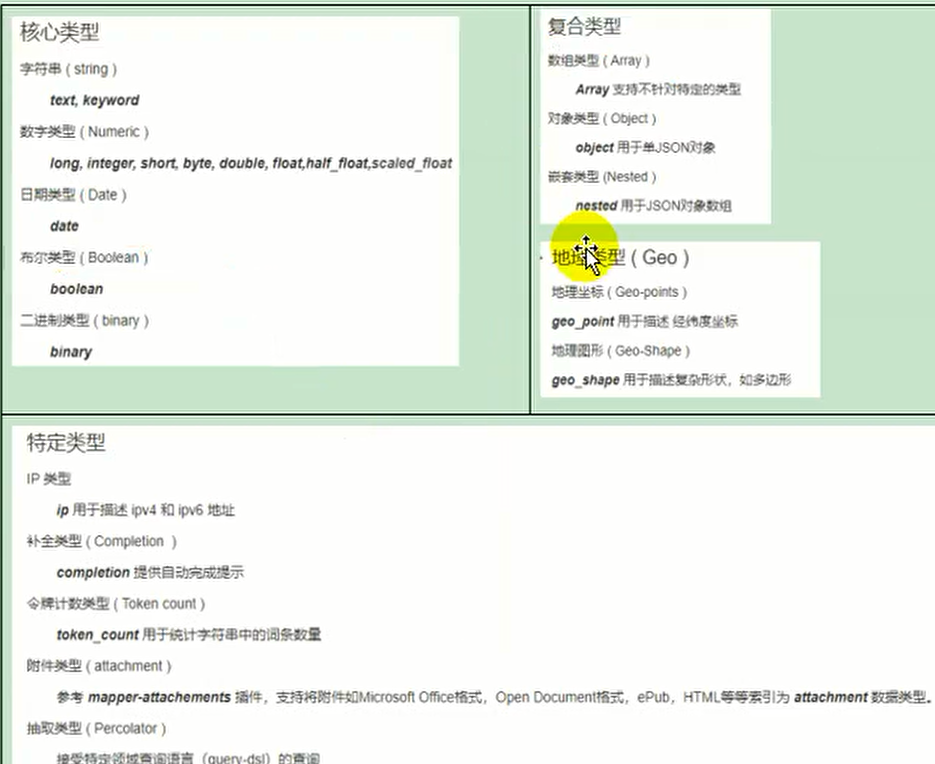 核心类型
字符串 ( string )
text, keyword
数字类型 ( Numeric )
long, integer, short, byte, double, float,half_float,scaled_float
日期类型 ( Date )
date
布尔类型 ( Boolean )
boolean
二进制类型 ( binary )
binary
复合类型
数组类型 ( Array )
Array 支持不针对特定的类型
对象类型 ( Object )
object 用于单JSON对象
嵌套类型 (Nested )
nested 用于JSON对象数组
地理类型 ( Geo )
地理坐标 ( Geo-points )
geo_point 用于描述 经纬度坐标
地理图形 ( Geo-Shape )
geo_shape 用于描述复杂形状，如多边形
特定类型
IP 类型
ip 用于描述 ipv4 和 ipv6 地址
补全类型 ( Completion )
completion 提供自动完成提示
令牌计数类型 ( Token count )
token_count 用于统计字符串中的词条数量
附件类型 ( attachment )
参考 mapper-attachements 插件，支持将附件如Microsoft Office格式，Open Document格式，ePub，HTML等等索引为 attachment 数据类型。
抽取类型 ( Percolator )
接受特定领域查询语言（query-dsl）的查询